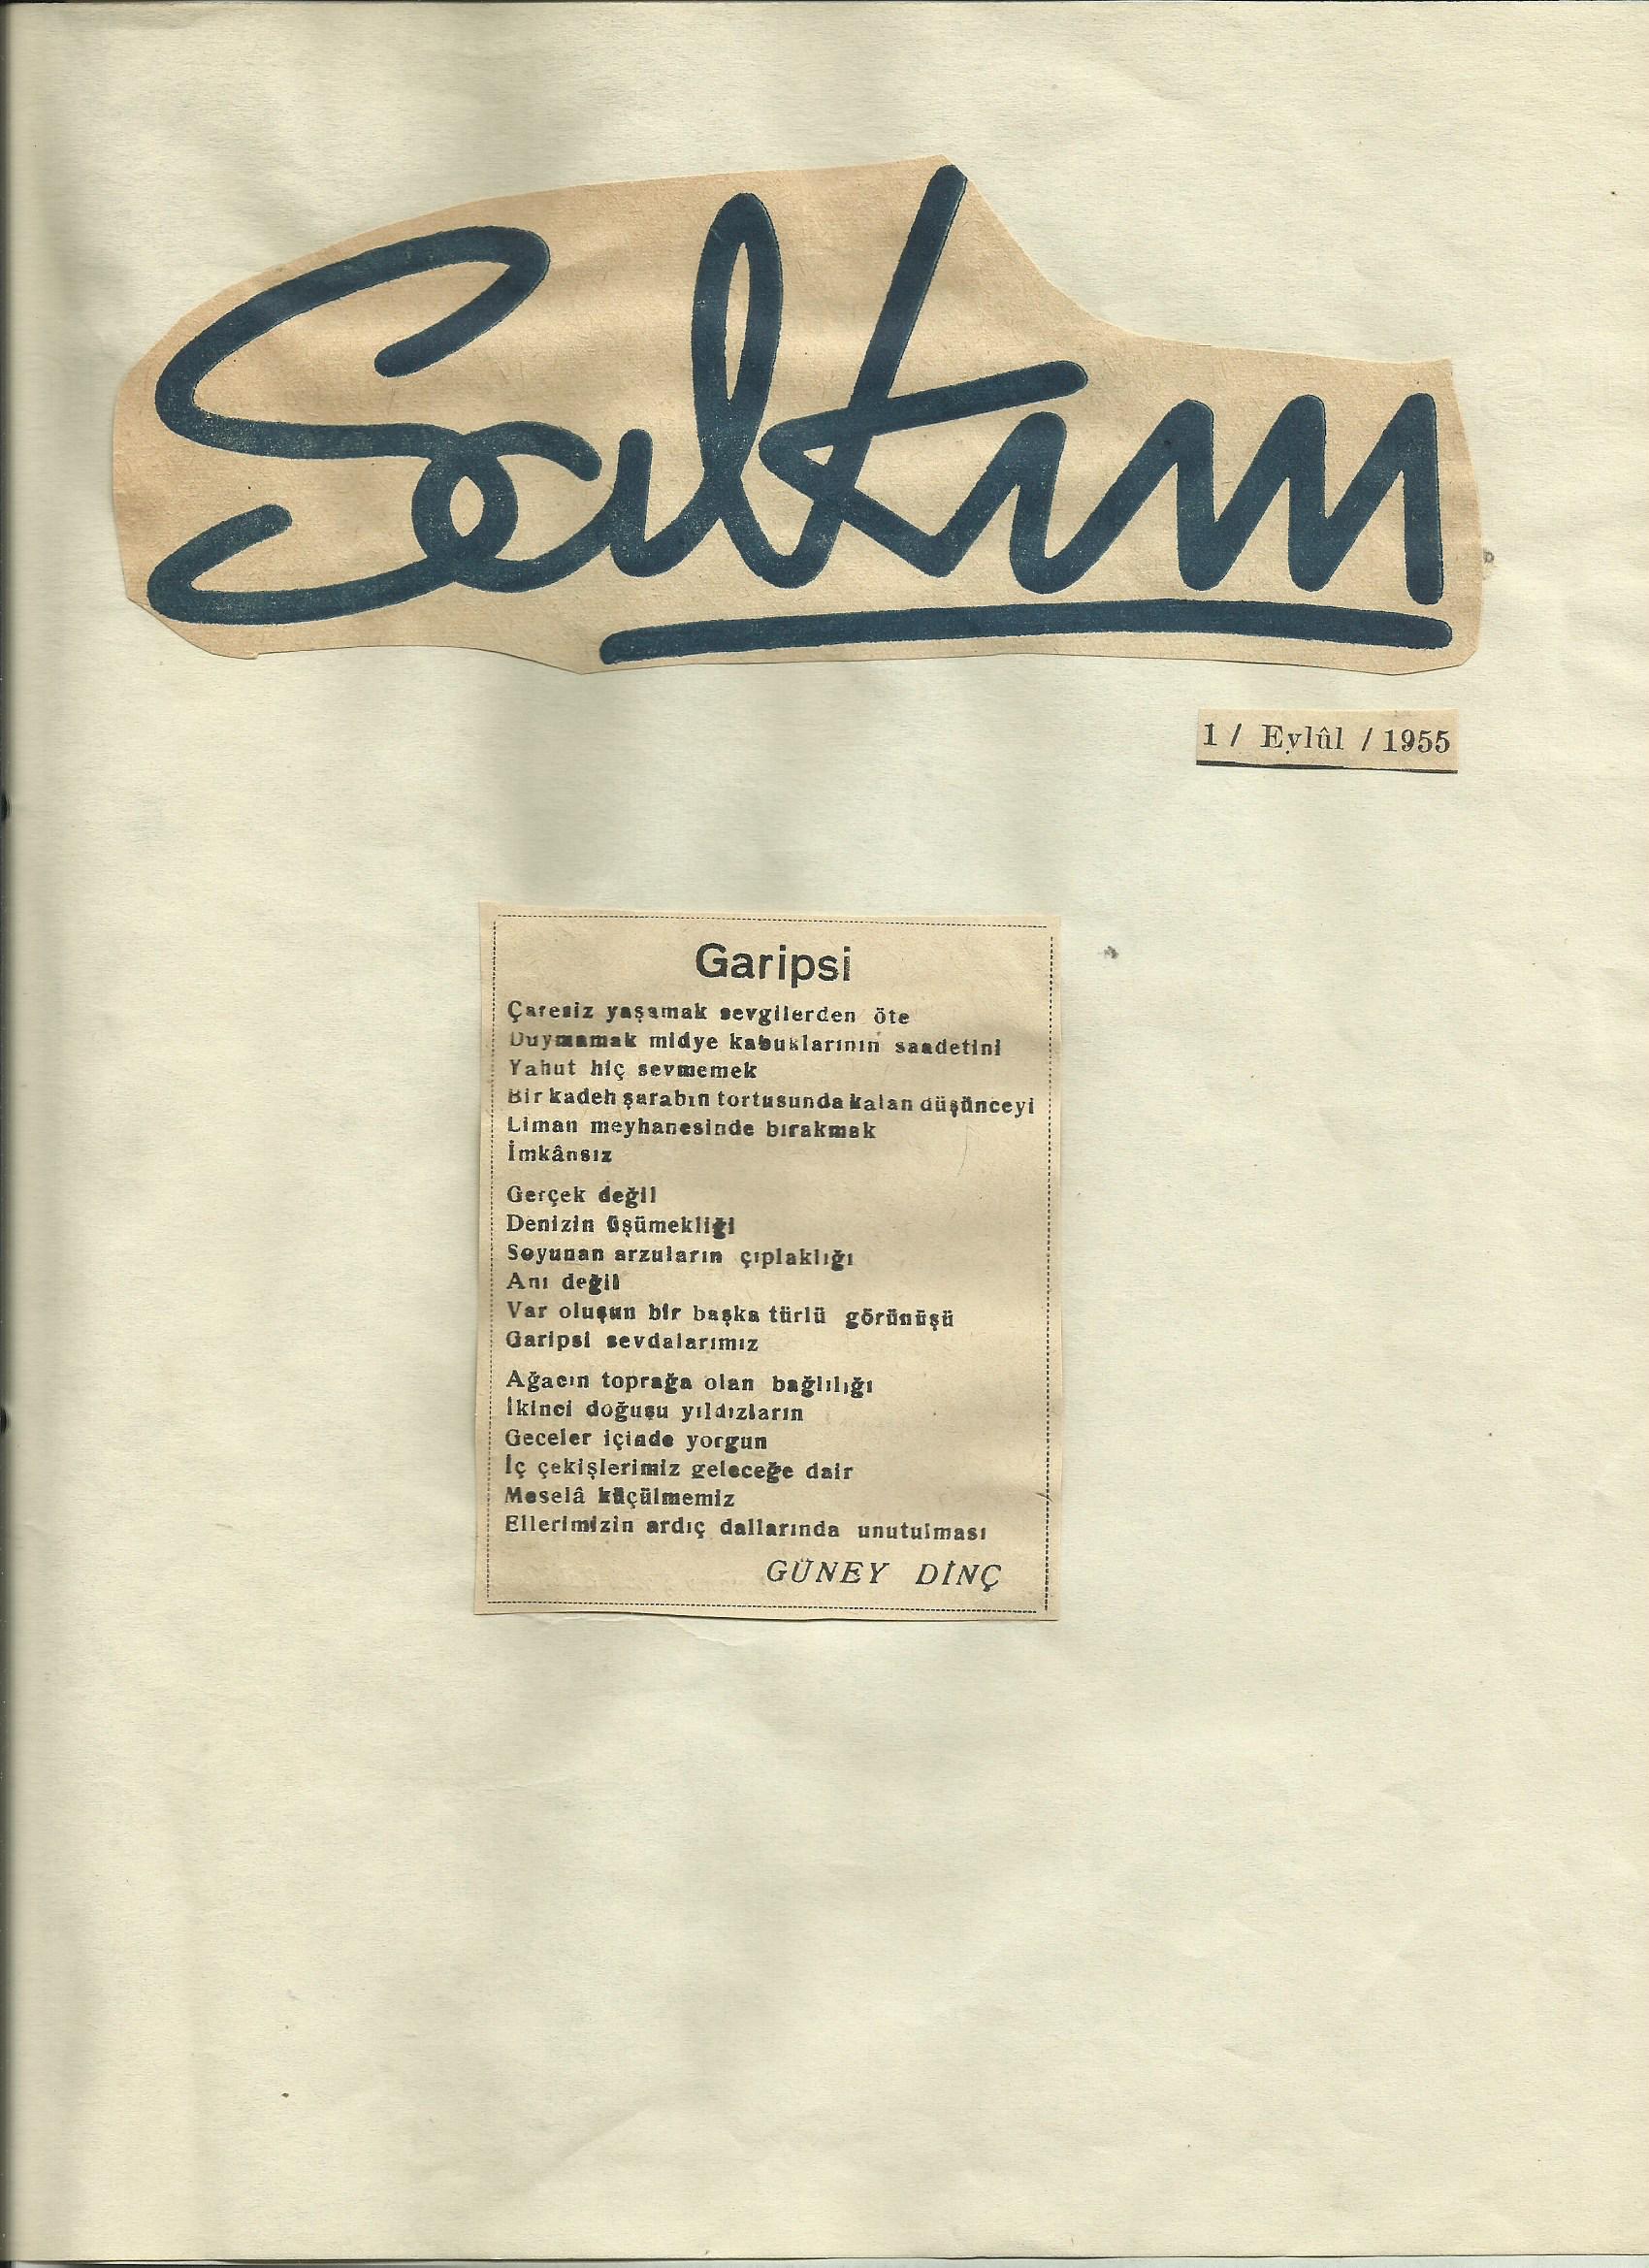 Salkım
1 / Eylûl / 1955
Garipsi
Çaresiz yaşamak sevgilerden öte
Duymamak midye kabuklarının saadetini
Yahut hiç sevmemek
Bir kadeh şarabın tortusunda kalan düşünceyi
Liman meyhanesinde bırakmak
İmkânsız
Gerçek değil
Denizin üşümekliği
Soyunan arzuların çıplaklığı
Anı değil
Var oluşun bir başka türlü görünüşü
Garipsi sevdalarımız
Ağacın toprağa olan bağlılığı
İkinci doğuşu yıldızların
Geceler içinde yorgun
İç çekişlerimiz geleceğe dair
Meselâ küçülmemiz
Ellerimizin ardıç dallarında unutulması
GÜNEY DİNÇ